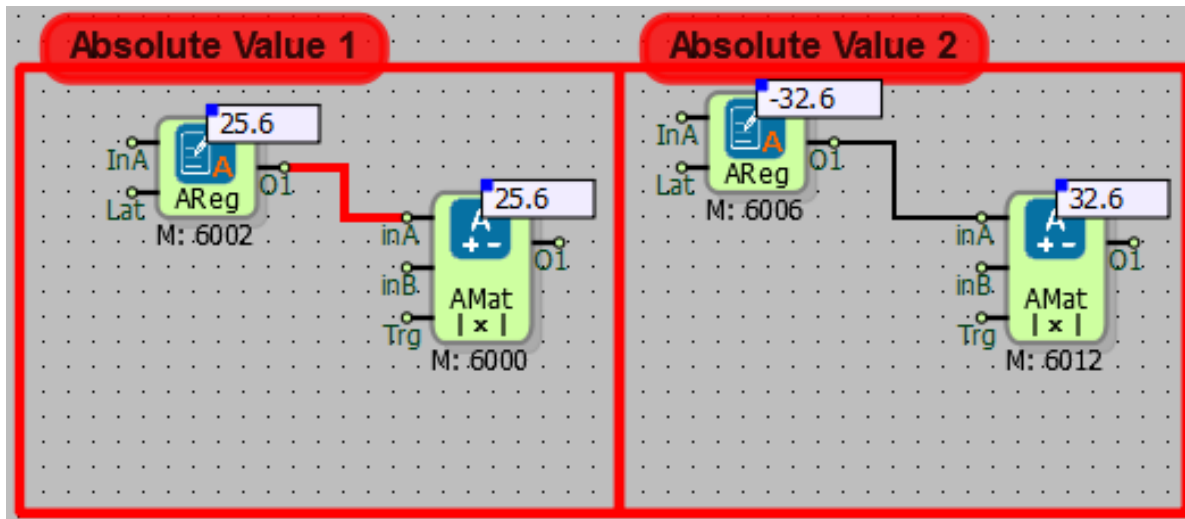 Absolute Value 1
25.6
InA
A
O1
Lat
AReg
M: 6002
25.6
A
inA
+ -
O1
inB
AMat
Trg
| x |
M: 6000
Absolute Value 2
-32.6
InA
A
O1
Lat
AReg
M: 6006
32.6
A
inA
+ -
O1
inB
AMat
Trg
| x |
M: 6012